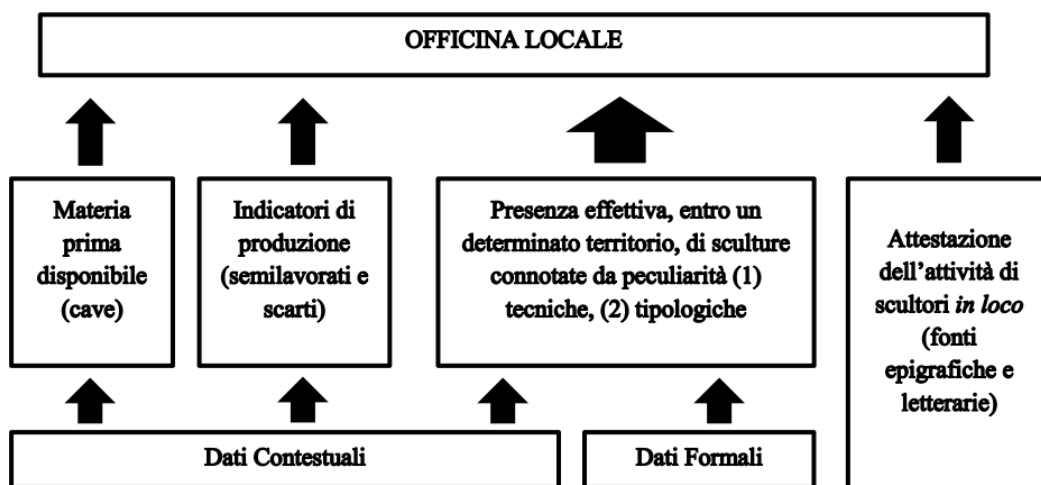 OFFICINA LOCALE
Materia
prima
disponibile
(cave)
Indicatori di
produzione
(semilavorati e
scarti)
Presenza effettiva, entro un
determinato territorio, di sculture
connotate da peculiarità (1)
tecniche, (2) tipologiche
Attestazione
dell’attività di
scultori in loco
(fonti
epigrafiche e
letterarie)
Dati Contestuali
Dati Formali